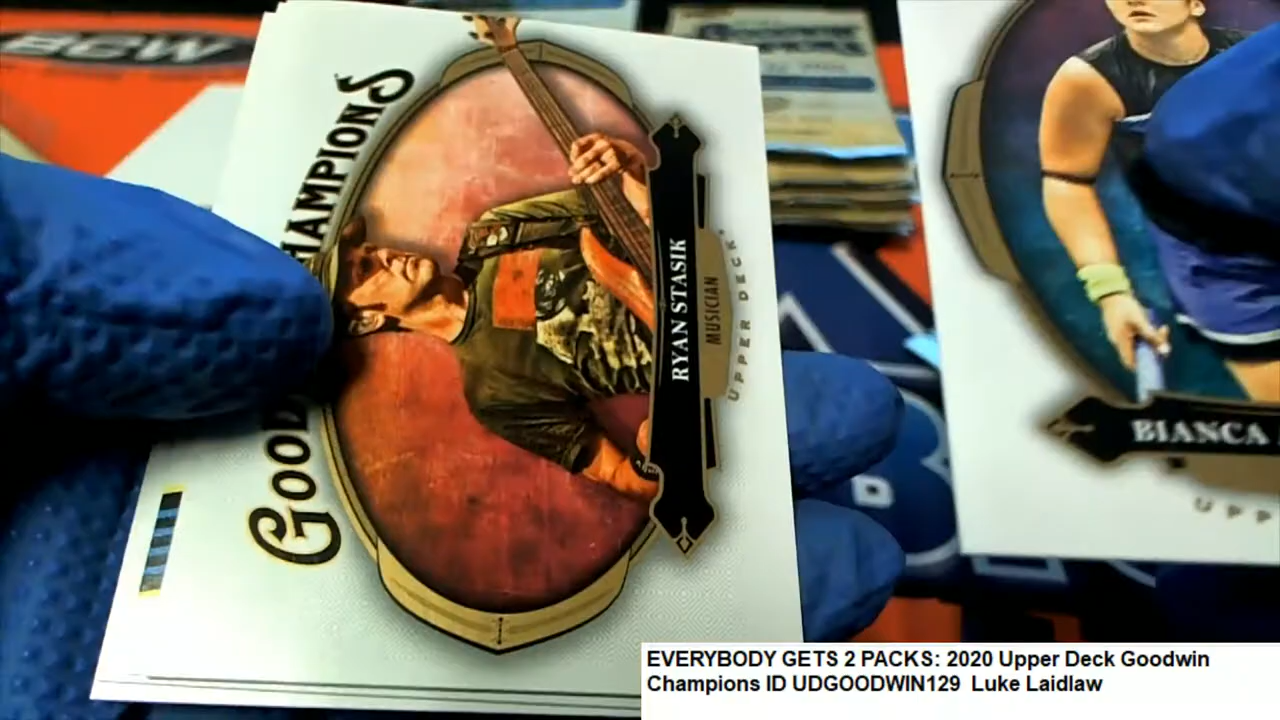 BCW
GOOD HAMPIONS
RYAN STASIK
MUSICIAN
UPPER DECK
BIANCA
UPP
EVERYBODY GETS 2 PACKS: 2020 Upper Deck Goodwin
Champions ID UDGOODWIN129 Luke Laidlaw